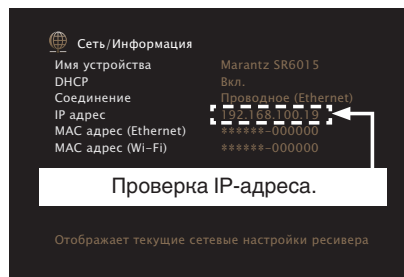 Сеть/Информация
Имя устройства Marantz SR6015
DHCP Вкл.
Соединение Проводное (Ethernet)
IP адрес 192.168.100.19
MAC адрес (Ethernet) ******-000000
MAC адрес (Wi-Fi) ******-000000
Проверка IP-адреса.
Отображает текущие сетевые настройки ресивера